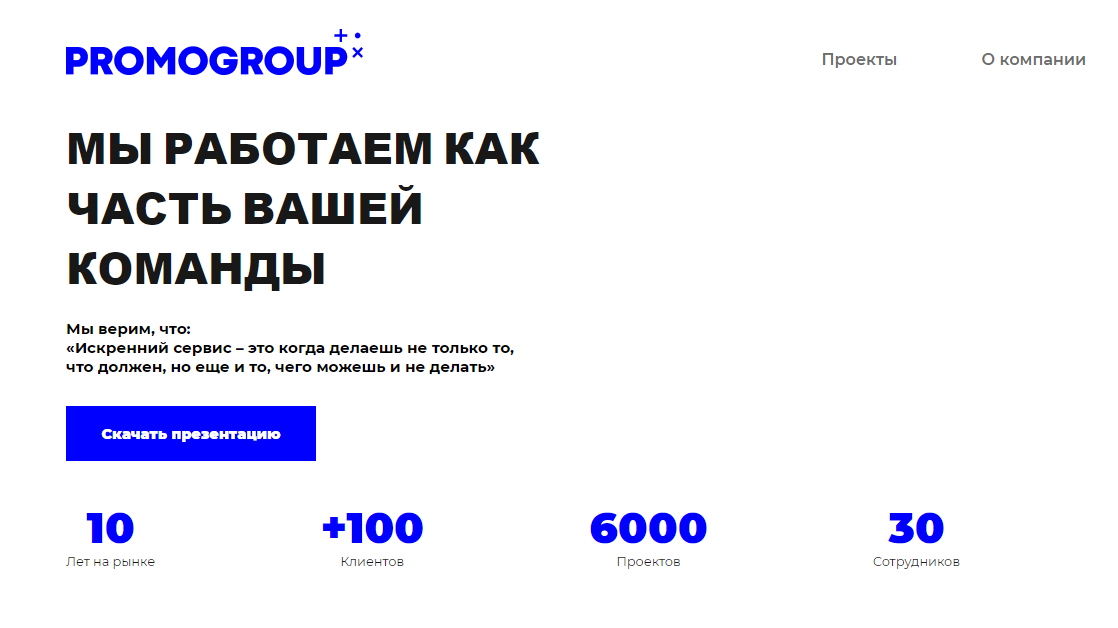 PROMOGROUP
Проекты
О компании
МЫ РАБОТАЕМ КАК
ЧАСТЬ ВАШЕЙ
КОМАНДЫ
Мы верим, что:
«Искренний сервис – это когда делаешь не только то,
что должен, но еще и то, чего можешь и не делать»
Скачать презентацию
10
Лет на рынке
+100
Клиентов
6000
Проектов
30
Сотрудников